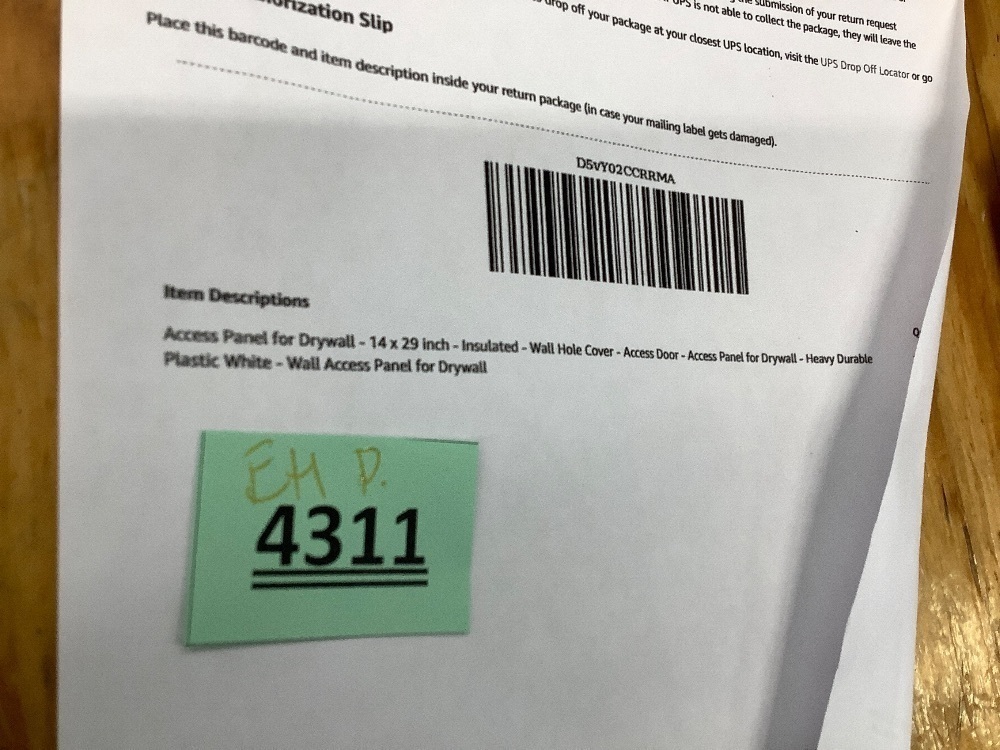 orization Slip
Place this barcode and item description inside your return package (in case your mailing label gets damaged).
the submission of your return request
UPS is not able to collect the package, they will leave the
drop off your package at your closest UPS location, visit the UPS Drop Off Locator or go
D5vY02CCRRMA
Item Descriptions
Access Panel for Drywall - 14 x 29 inch - Insulated - Wall Hole Cover - Access Door - Access Panel for Drywall - Heavy Durable
Plastic White - Wall Access Panel for Drywall
EH D.
4311